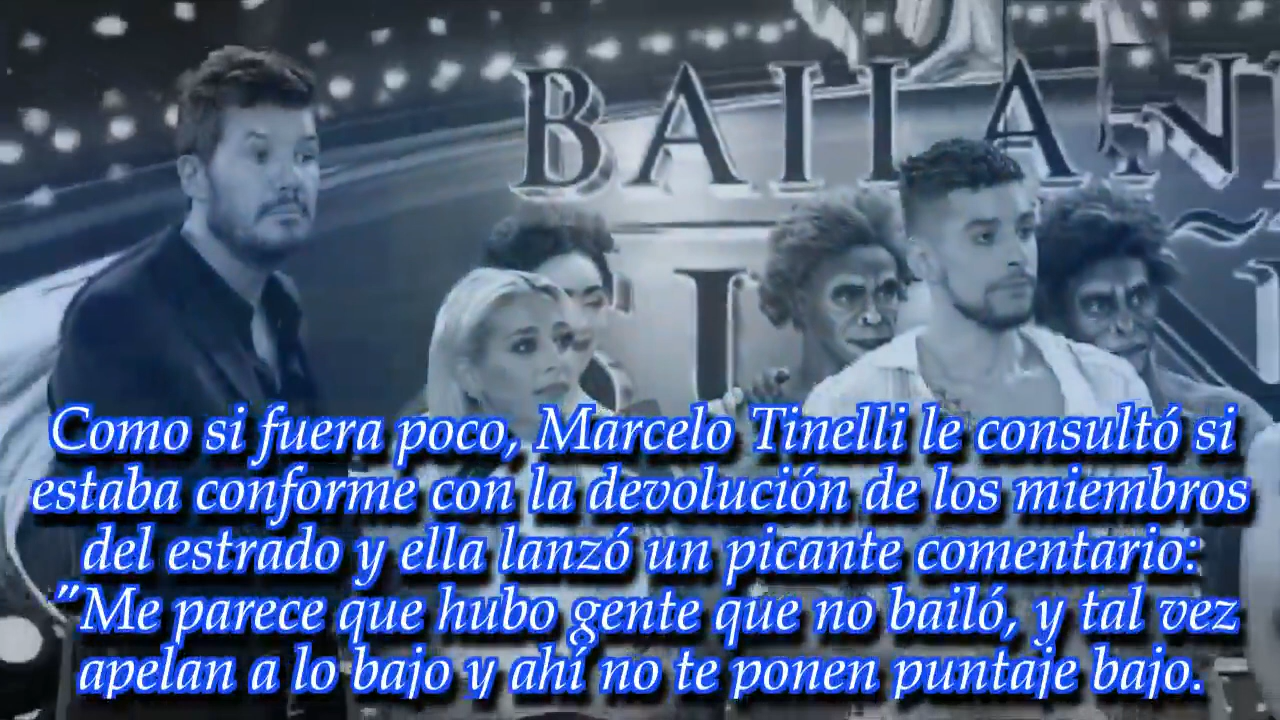 BAILAN
Como si fuera poco, Marcelo Tinelli le consultó si
estaba conforme con la devolución de los miembros
del estrado y ella lanzó un picante comentario:
"Me parece que hubo gente que no bailó, y tal vez
apelan a lo bajo y ahí no te ponen puntaje bajo.